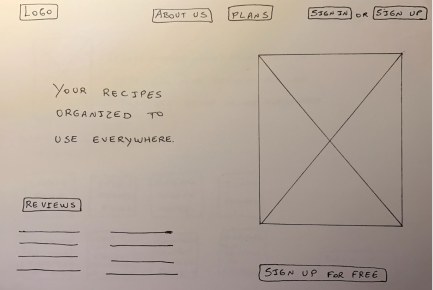 LOGO
ABOUT US
PLANS
SIGN IN OR SIGN UP
YOUR RECIPES
ORGANIZED TO
USE EVERYWHERE.
REVIEWS
SIGN UP FOR FREE